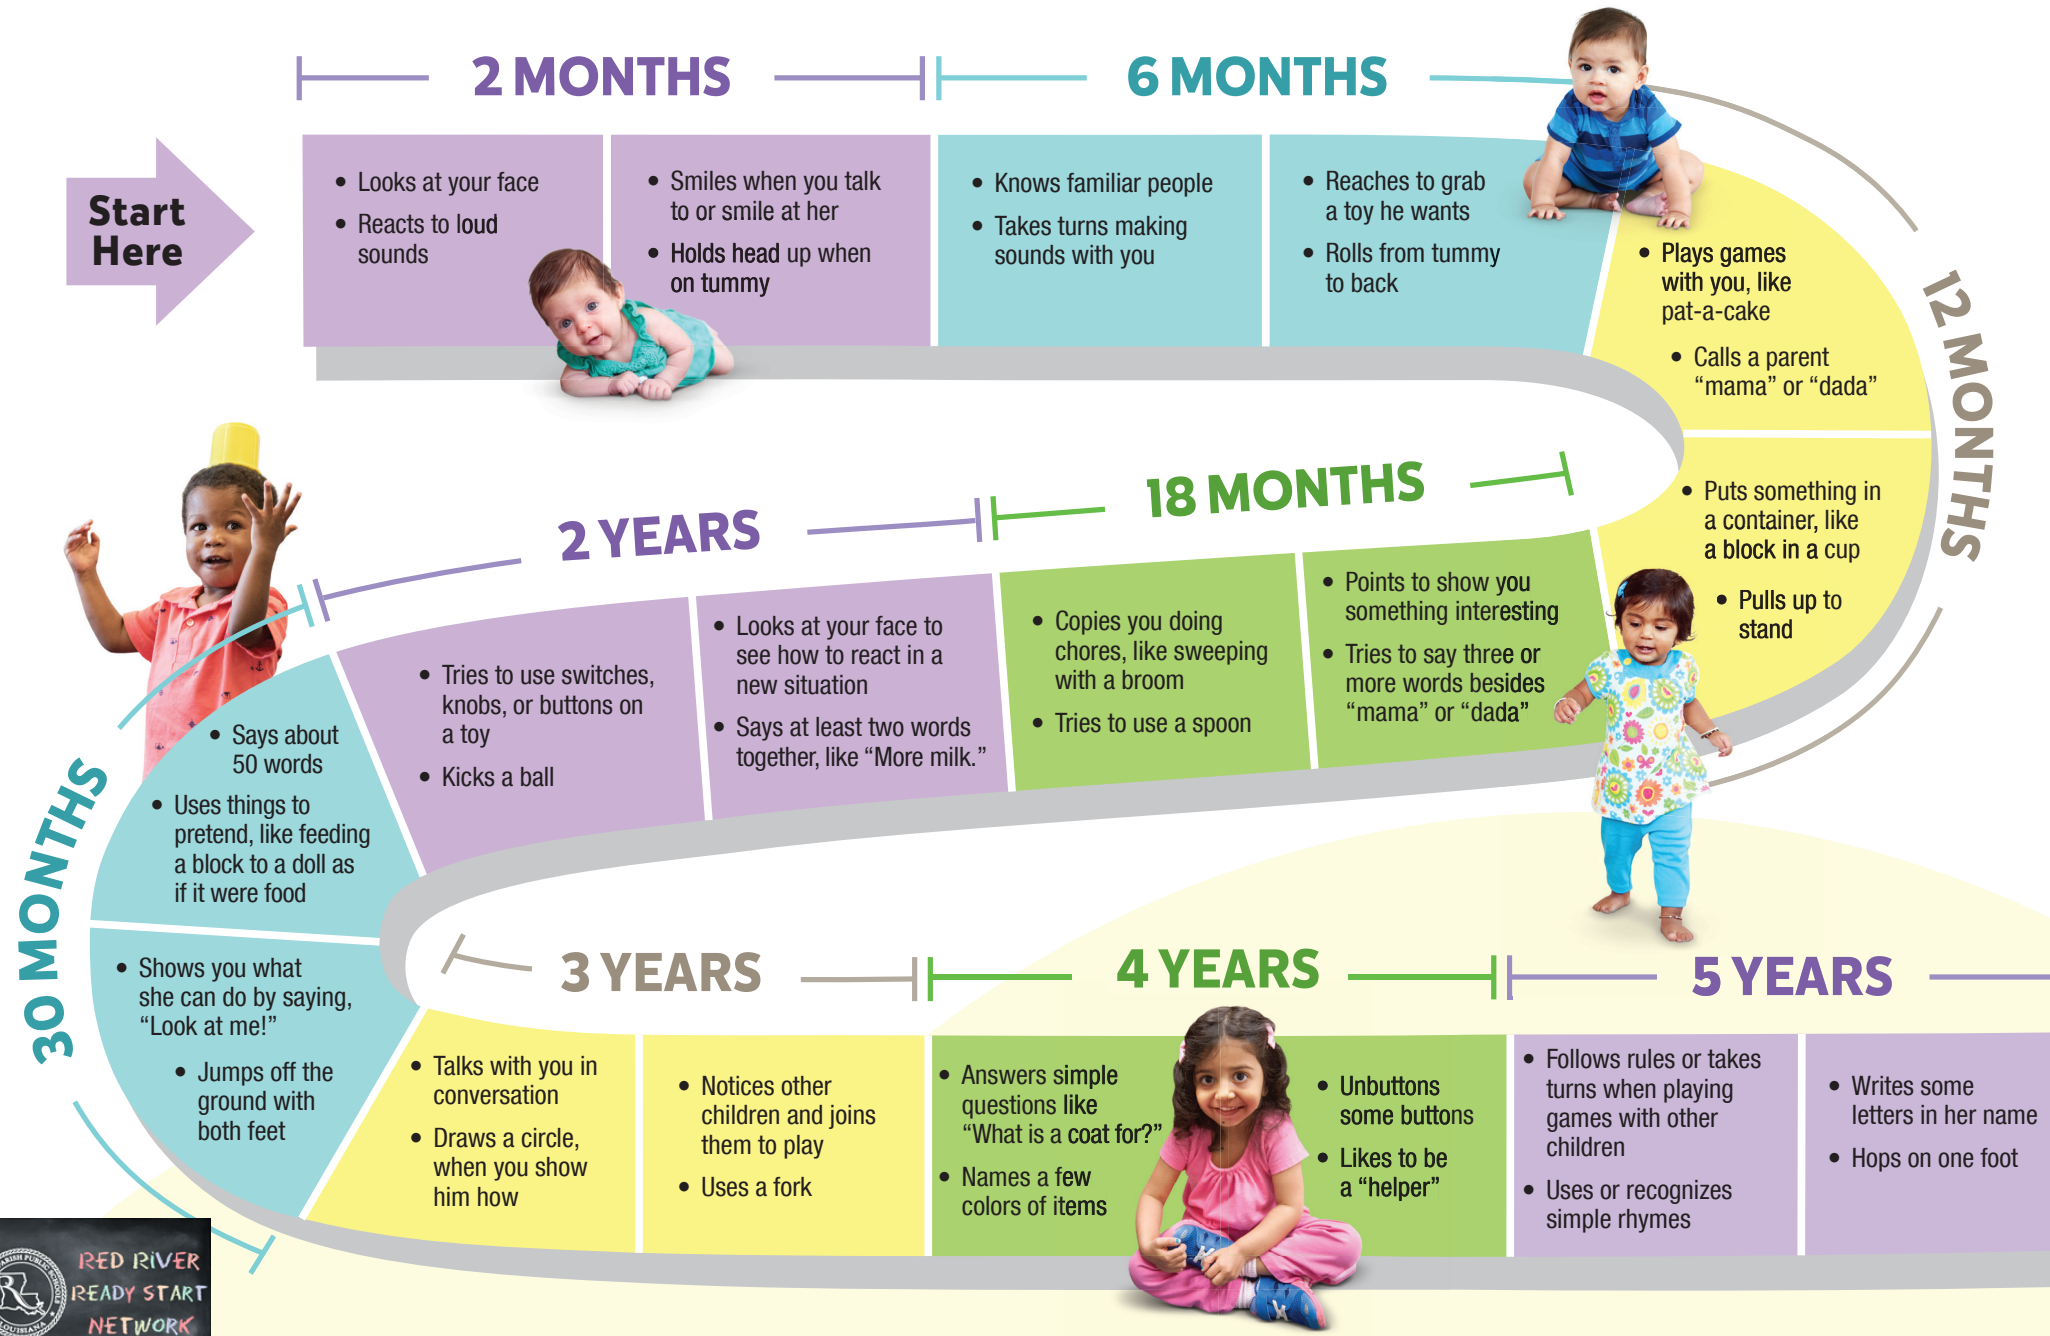 Start
Here
2 MONTHS
• Looks at your face
• Reacts to loud
sounds
• Smiles when you talk
to or smile at her
• Holds head up when
on tummy
6 MONTHS
• Knows familiar people
• Takes turns making
sounds with you
• Reaches to grab
a toy he wants
• Rolls from tummy
to back
12 MONTHS
• Plays games
with you, like
pat-a-cake
• Calls a parent
“mama” or “dada”
• Puts something in
a container, like
a block in a cup
• Pulls up to
stand
18 MONTHS
• Points to show you
something interesting
• Tries to say three or
more words besides
“mama” or “dada”
• Copies you doing
chores, like sweeping
with a broom
• Tries to use a spoon
2 YEARS
• Looks at your face to
see how to react in a
new situation
• Says at least two words
together, like “More milk.”
• Tries to use switches,
knobs, or buttons on
a toy
• Kicks a ball
30 MONTHS
• Says about
50 words
• Uses things to
pretend, like feeding
a block to a doll as
if it were food
• Shows you what
she can do by saying,
“Look at me!”
• Jumps off the
ground with
both feet
3 YEARS
• Talks with you in
conversation
• Draws a circle,
when you show
him how
• Notices other
children and joins
them to play
• Uses a fork
4 YEARS
• Answers simple
questions like
“What is a coat for?”
• Names a few
colors of items
• Unbuttons
some buttons
• Likes to be
a “helper”
5 YEARS
• Follows rules or takes
turns when playing
games with other
children
• Uses or recognizes
simple rhymes
• Writes some
letters in her name
• Hops on one foot
PARISH PUBLIC SCHOOLS
R
LOUISIANA
RED RiVER
READY START
NETWORK